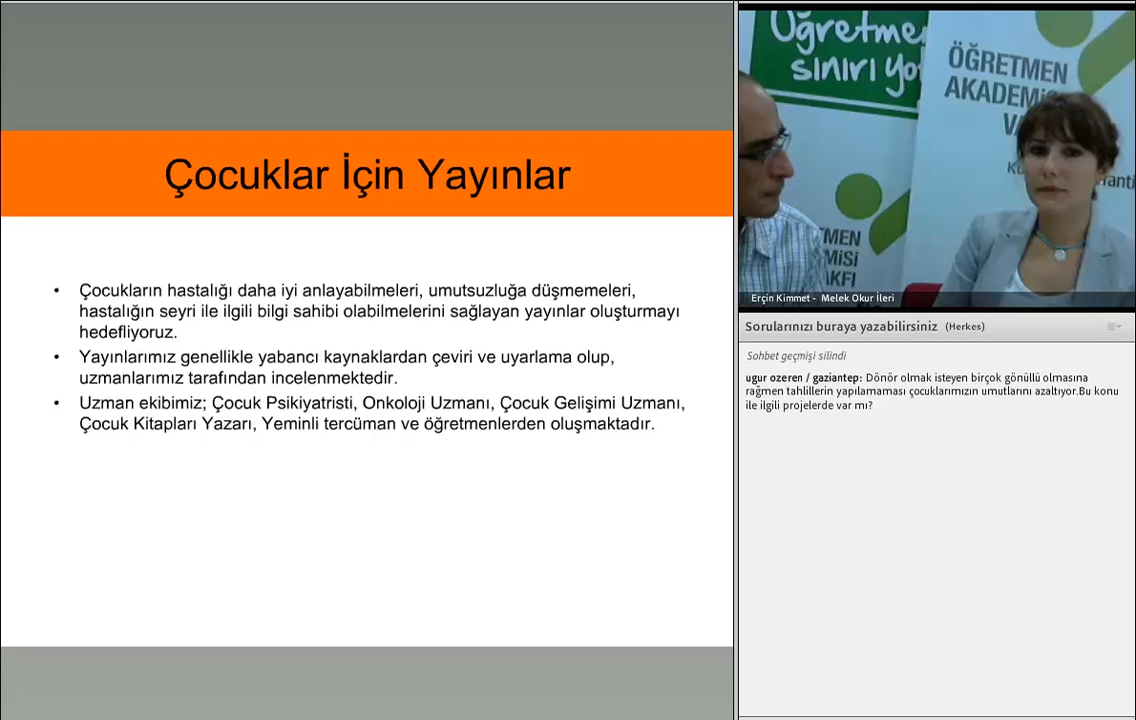 Çocuklar İçin Yayınlar
• Çocukların hastalığı daha iyi anlayabilmeleri, umutsuzluğa düşmemeleri,
hastalığın seyri ile ilgili bilgi sahibi olabilmelerini sağlayan yayınlar oluşturmayı
hedefliyoruz.
• Yayınlarımız genellikle yabancı kaynaklardan çeviri ve uyarlama olup,
uzmanlarımız tarafından incelenmektedir.
• Uzman ekibimiz; Çocuk Psikiyatristi, Onkoloji Uzmanı, Çocuk Gelişimi Uzmanı,
Çocuk Kitapları Yazarı, Yeminli tercüman ve öğretmenlerden oluşmaktadır.
Öğretme
sınırı yo
ÖĞRETMEN
AKADEMİS
VA
MEN
MİSİ
AKFI
Erçin Kimmet - Melek Okur İleri
Sorularınızı buraya yazabilirsiniz (Herkes)
Sohbet geçmişi silindi
ugur ozeren / gaziantep: Dönör olmak isteyen birçok gönüllü olmasına
rağmen tahlillerin yapılamaması çocuklarımızın umutlarını azaltıyor.Bu konu
ile ilgili projelerde var mı?